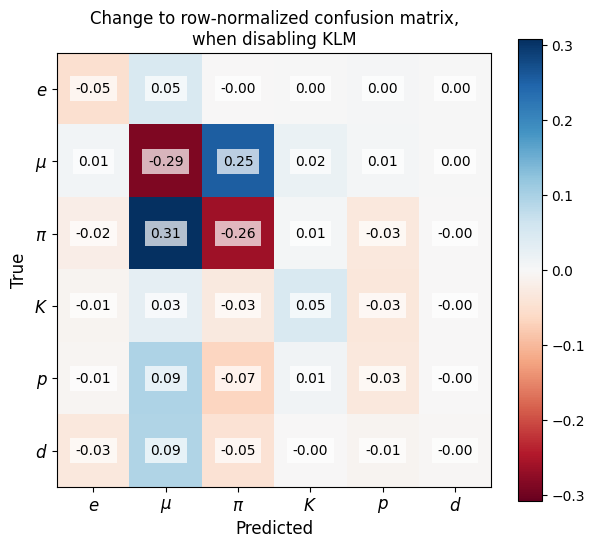 Change to row-normalized confusion matrix,
when disabling KLM
e -0.05 0.05 -0.00 0.00 0.00 0.00
μ 0.01 -0.29 0.25 0.02 0.01 0.00
π -0.02 0.31 -0.26 0.01 -0.03 -0.00
K -0.01 0.03 -0.03 0.05 -0.03 -0.00
p -0.01 0.09 -0.07 0.01 -0.03 -0.00
d -0.03 0.09 -0.05 -0.00 -0.01 -0.00
e μ π K p d
True
Predicted
0.3
0.2
0.1
0.0
−0.1
−0.2
−0.3